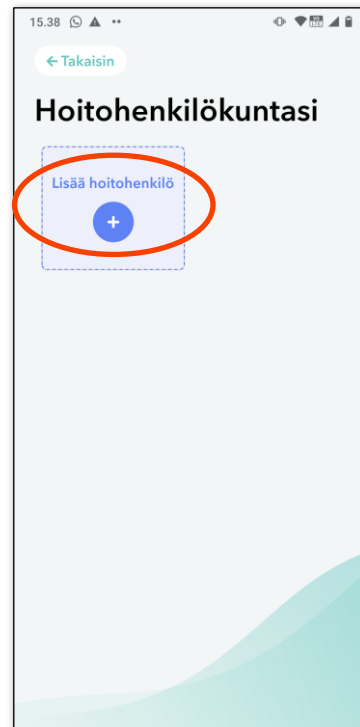 15.38
← Takaisin
Hoitohenkilökuntasi
Lisää hoitohenkilö
+